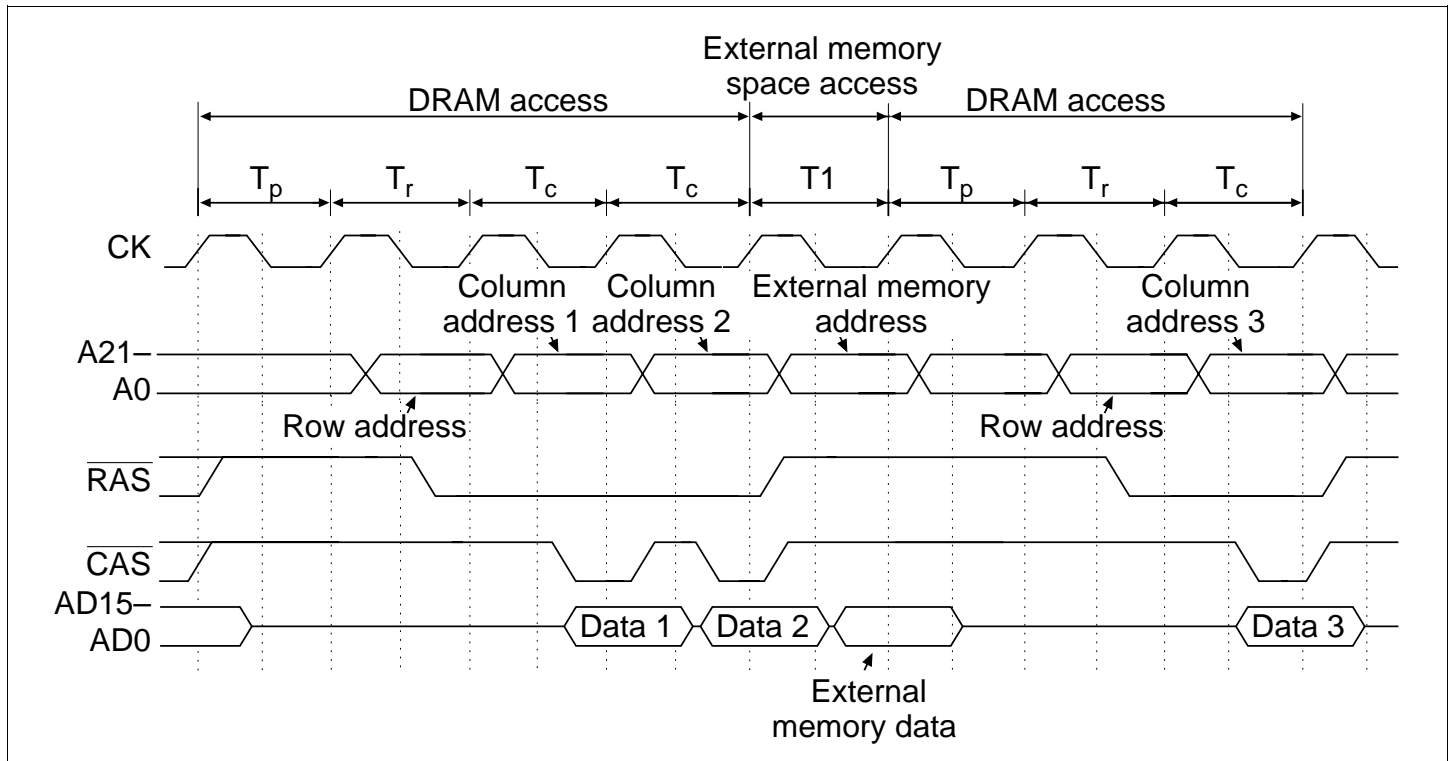 External memory
space access
DRAM access
DRAM access
Tp
Tr
Tc
Tc
T1
Tp
Tr
Tc
CK
Column
address 1
Column
address 2
External memory
address
Column
address 3
A21–
A0
Row address
Row address
RAS
CAS
AD15–
AD0
Data 1
Data 2
Data 3
External
memory data